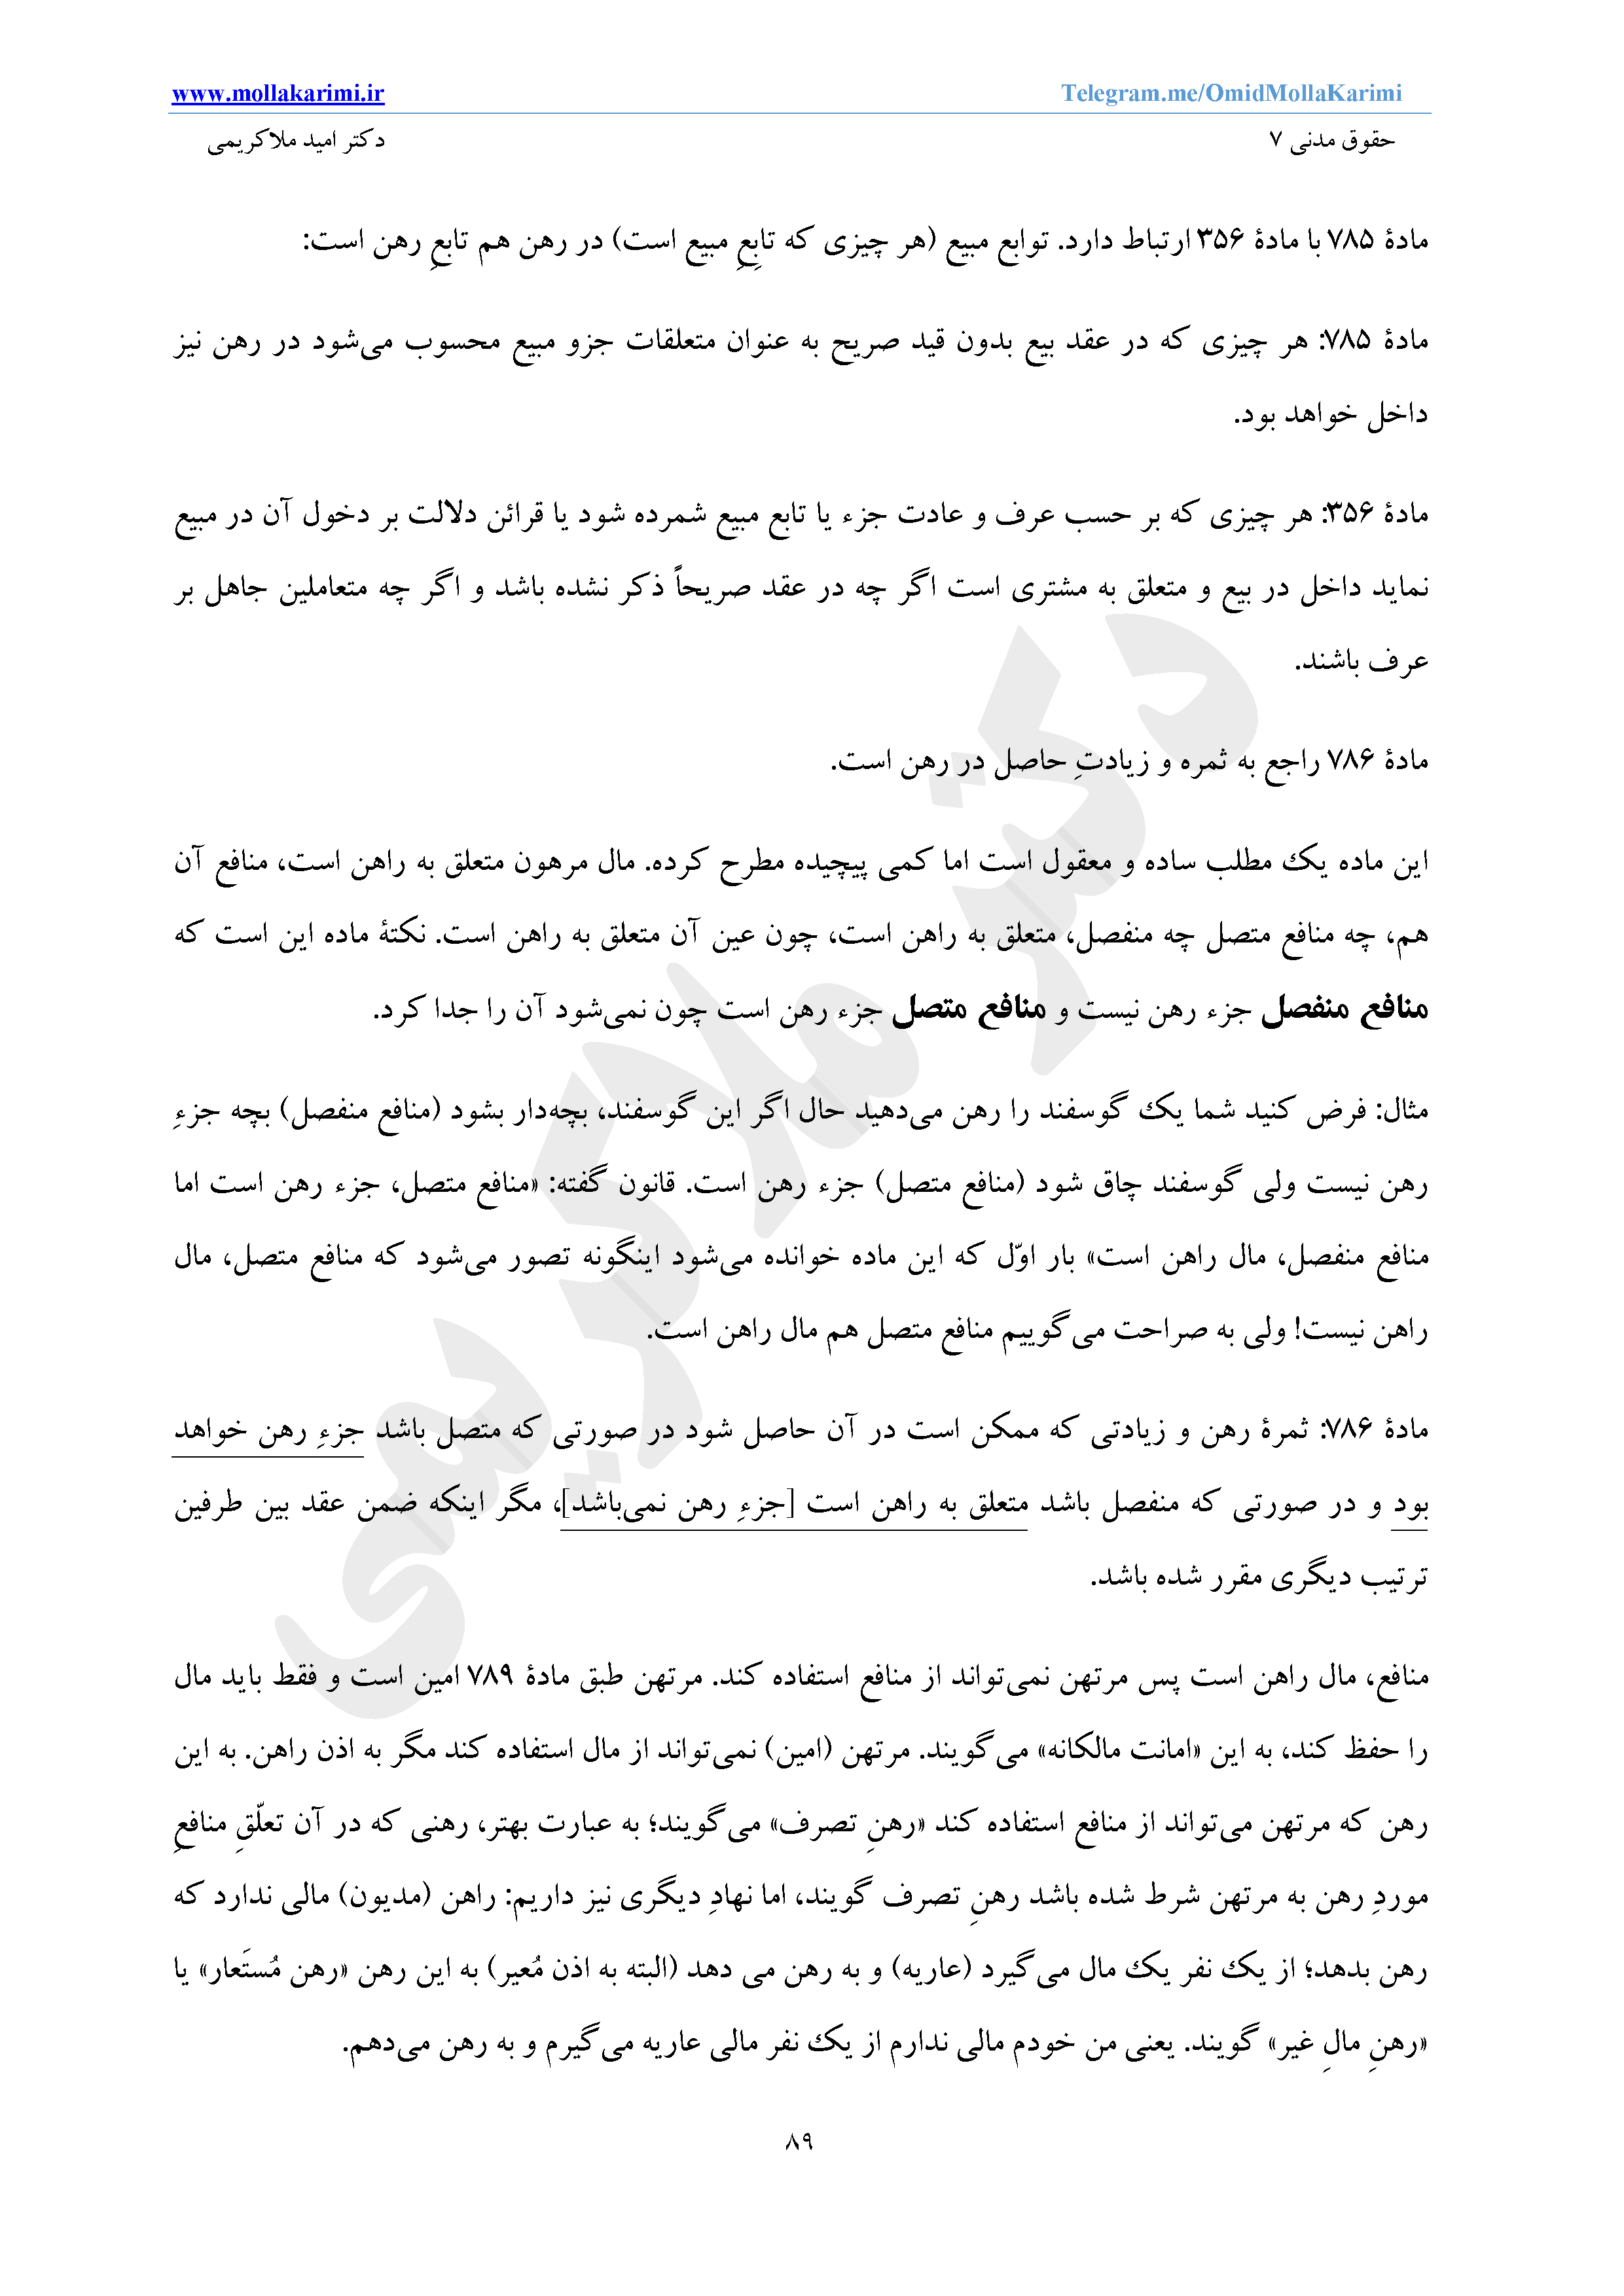 www.mollakarimi.ir Telegram.me/OmidMollaKarimi
حقوق مدنی ۷ دکتر امید ملاکریمی
مادۀ ۷۸۵ با مادۀ ۳۵۶ ارتباط دارد. توابع مبیع (هر چیزی که تابِعِ مبیع است) در رهن هم تابعِ رهن است:
مادۀ ۷۸۵: هر چیزی که در عقد بیع بدون قید صریح به عنوان متعلقات جزو مبیع محسوب می‌شود در رهن نیز
داخل خواهد بود.
مادۀ ۳۵۶: هر چیزی که بر حسب عرف و عادت جزء یا تابع مبیع شمرده شود یا قرائن دلالت بر دخول آن در مبیع
نماید داخل در بیع و متعلق به مشتری است اگر چه در عقد صریحاً ذکر نشده باشد و اگر چه متعاملین جاهل بر
عرف باشند.
مادۀ ۷۸۶ راجع به ثمره و زیادتِ حاصل در رهن است.
این ماده یک مطلب ساده و معقول است اما کمی پیچیده مطرح کرده. مال مرهون متعلق به راهن است، منافع آن
هم، چه منافع متصل چه منفصل، متعلق به راهن است، چون عین آن متعلق به راهن است. نکتۀ ماده این است که
منافع منفصل جزء رهن نیست و منافع متصل جزء رهن است چون نمی‌شود آن را جدا کرد.
مثال: فرض کنید شما یک گوسفند را رهن می‌دهید حال اگر این گوسفند، بچه‌دار بشود (منافع منفصل) بچه جزءِ
رهن نیست ولی گوسفند چاق شود (منافع متصل) جزء رهن است. قانون گفته: «منافع متصل، جزء رهن است اما
منافع منفصل، مال راهن است» بار اوّل که این ماده خوانده می‌شود اینگونه تصور می‌شود که منافع متصل، مال
راهن نیست! ولی به صراحت می‌گوییم منافع متصل هم مال راهن است.
مادۀ ۷۸۶: ثمرۀ رهن و زیادتی که ممکن است در آن حاصل شود در صورتی که متصل باشد جزءِ رهن خواهد
بود و در صورتی که منفصل باشد متعلق به راهن است [جزءِ رهن نمی‌باشد]، مگر اینکه ضمن عقد بین طرفین
ترتیب دیگری مقرر شده باشد.
منافع، مال راهن است پس مرتهن نمی‌تواند از منافع استفاده کند. مرتهن طبق مادۀ ۷۸۹ امین است و فقط باید مال
را حفظ کند، به این «امانت مالکانه» می‌گویند. مرتهن (امین) نمی‌تواند از مال استفاده کند مگر به اذن راهن. به این
رهن که مرتهن می‌تواند از منافع استفاده کند «رهنِ تصرف» می‌گویند؛ به عبارت بهتر، رهنی که در آن تعلّقِ منافعِ
موردِ رهن به مرتهن شرط شده باشد رهنِ تصرف گویند، اما نهادِ دیگری نیز داریم: راهن (مدیون) مالی ندارد که
رهن بدهد؛ از یک نفر یک مال می‌گیرد (عاریه) و به رهن می دهد (البته به اذن مُعیر) به این رهن «رهن مُستَعار» یا
«رهنِ مالِ غیر» گویند. یعنی من خودم مالی ندارم از یک نفر مالی عاریه می‌گیرم و به رهن می‌دهم.
۸۹
دکتر ملاکریمی